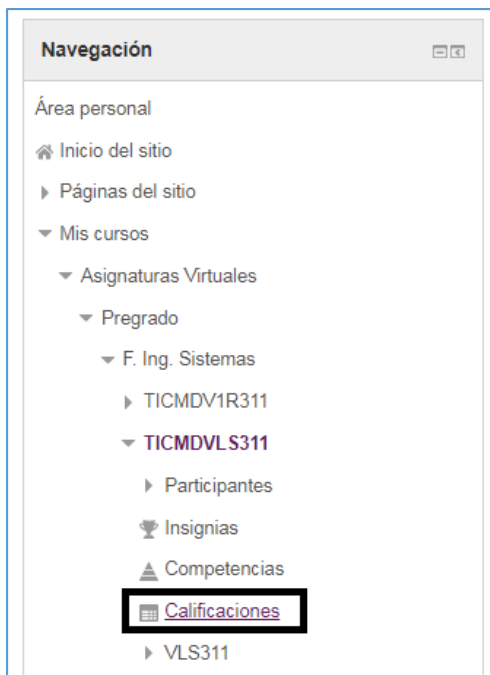 Navegación
Área personal
Inicio del sitio
Páginas del sitio
Mis cursos
Asignaturas Virtuales
Pregrado
F. Ing. Sistemas
TICMDV1R311
TICMDVLS311
Participantes
Insignias
Competencias
Calificaciones
VLS311